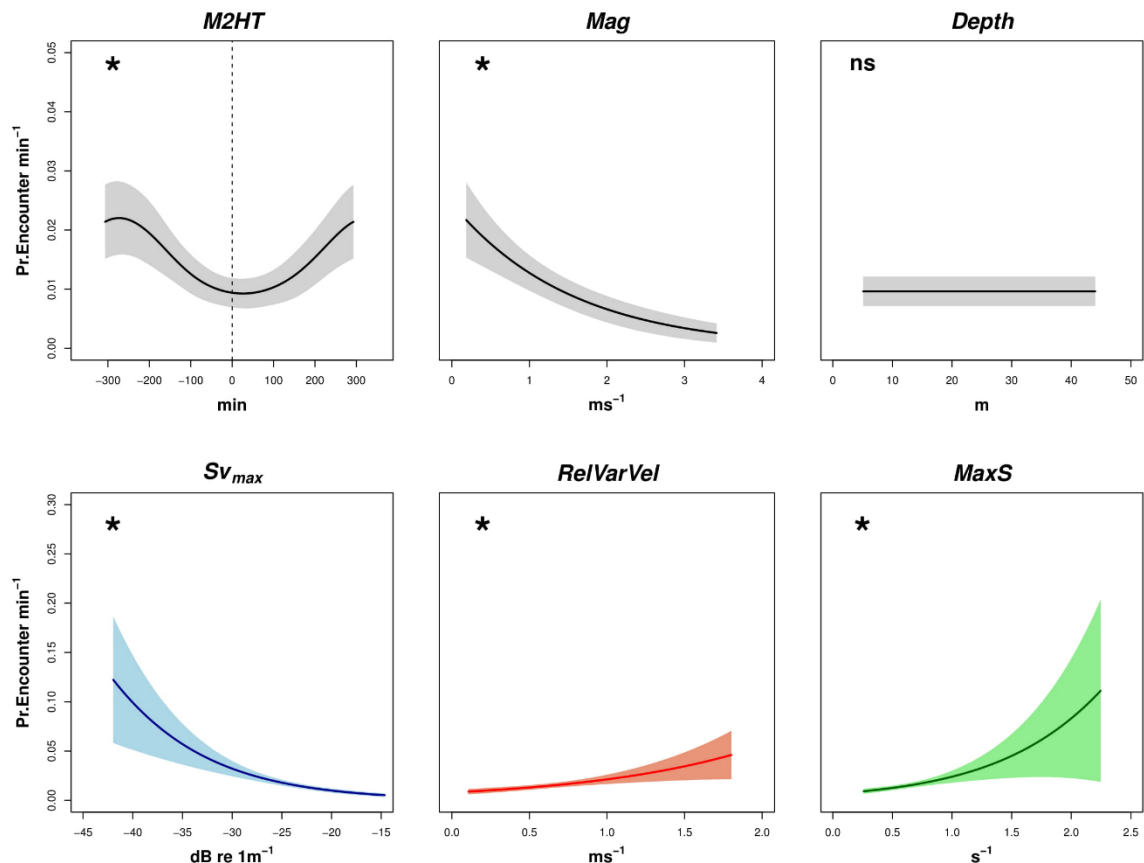 M2HT
Mag
Depth
*
*
ns
Pr.Encounter min⁻¹
0.00 0.01 0.02 0.03 0.04 0.05
−300 −200 −100 0 100 200 300
0 1 2 3 4
0 10 20 30 40 50
min
ms⁻¹
m
Sv_max
RelVarVel
MaxS
*
*
*
Pr.Encounter min⁻¹
0.00 0.05 0.10 0.15 0.20 0.25 0.30
−45 −40 −35 −30 −25 −20 −15
0.0 0.5 1.0 1.5 2.0
0.0 0.5 1.0 1.5 2.0 2.5
dB re 1m⁻¹
ms⁻¹
s⁻¹